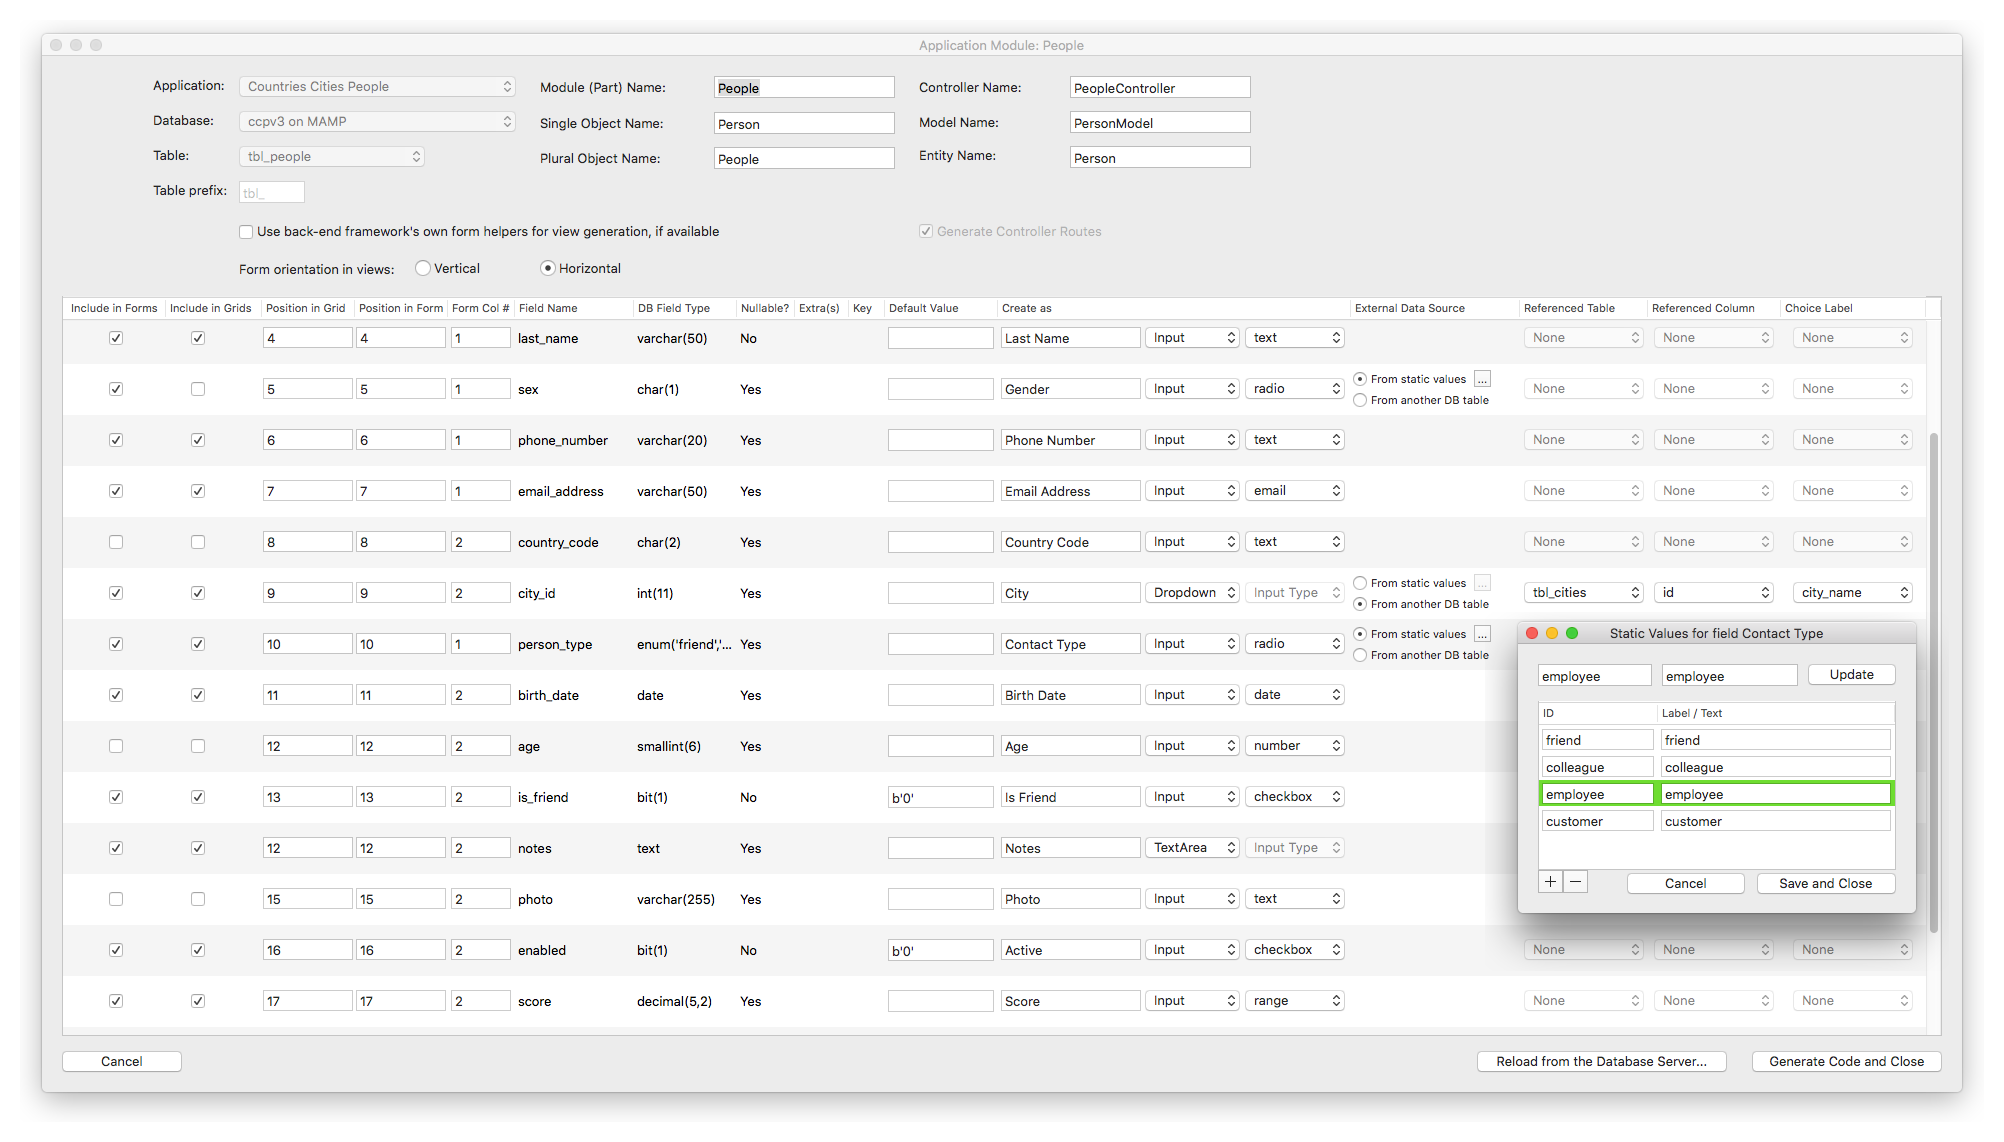 Application Module: People
Application: Countries Cities People Module (Part) Name: People Controller Name: PeopleController
Database: ccpv3 on MAMP Single Object Name: Person Model Name: PersonModel
Table: tbl_people Plural Object Name: People Entity Name: Person
Table prefix: tbl_
Use back-end framework's own form helpers for view generation, if available Generate Controller Routes
Form orientation in views: Vertical Horizontal
Include in Forms Include in Grids Position in Grid Position in Form Form Col # Field Name DB Field Type Nullable? Extra(s) Key Default Value Create as External Data Source Referenced Table Referenced Column Choice Label
4 4 1 last_name varchar(50) No Last Name Input text None None None
5 5 1 sex char(1) Yes Gender Input radio From static values ... None None None
From another DB table
6 6 1 phone_number varchar(20) Yes Phone Number Input text None None None
7 7 1 email_address varchar(50) Yes Email Address Input email None None None
8 8 2 country_code char(2) Yes Country Code Input text None None None
9 9 2 city_id int(11) Yes City Dropdown Input Type From static values ... tbl_cities id city_name
From another DB table
10 10 1 person_type enum('friend','... Yes Contact Type Input radio From static values ...
From another DB table
11 11 2 birth_date date Yes Birth Date Input date
12 12 2 age smallint(6) Yes Age Input number
13 13 2 is_friend bit(1) No b'0' Is Friend Input checkbox
12 12 2 notes text Yes Notes TextArea Input Type
15 15 2 photo varchar(255) Yes Photo Input text
16 16 2 enabled bit(1) No b'0' Active Input checkbox None None None
17 17 2 score decimal(5,2) Yes Score Input range None None None
Static Values for field Contact Type
employee employee Update
ID Label / Text
friend friend
colleague colleague
employee employee
customer customer
+ − Cancel Save and Close
Cancel Reload from the Database Server... Generate Code and Close